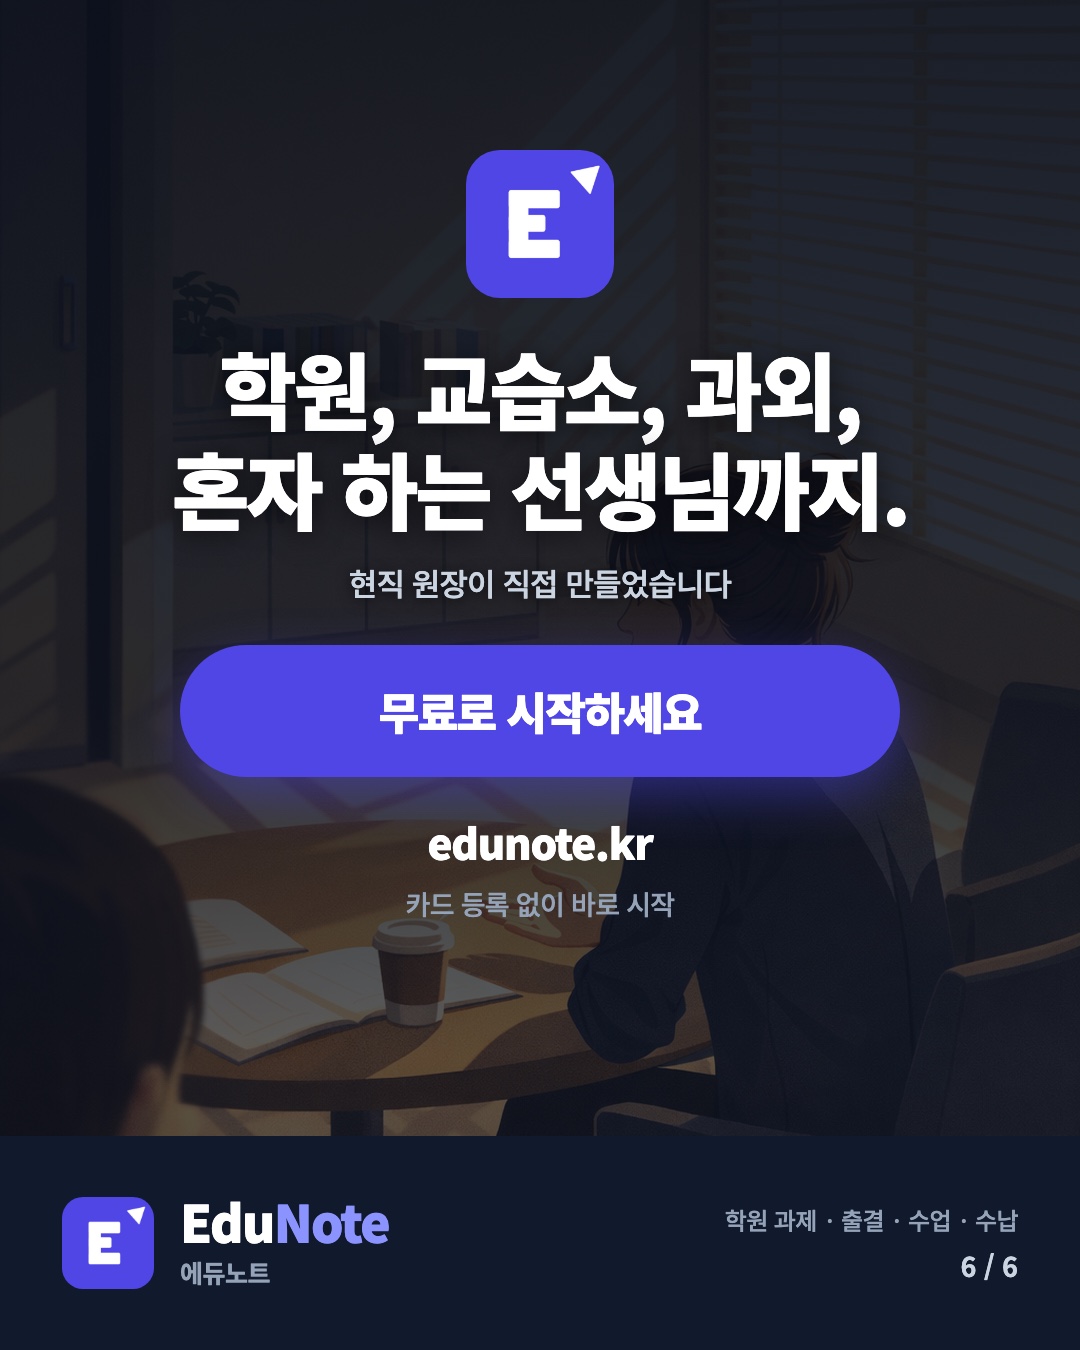 E
학원, 교습소, 과외,
혼자 하는 선생님까지.
현직 원장이 직접 만들었습니다
무료로 시작하세요
edunote.kr
카드 등록 없이 바로 시작
E
EduNote
에듀노트
학원 과제 · 출결 · 수업 · 수납
6 / 6